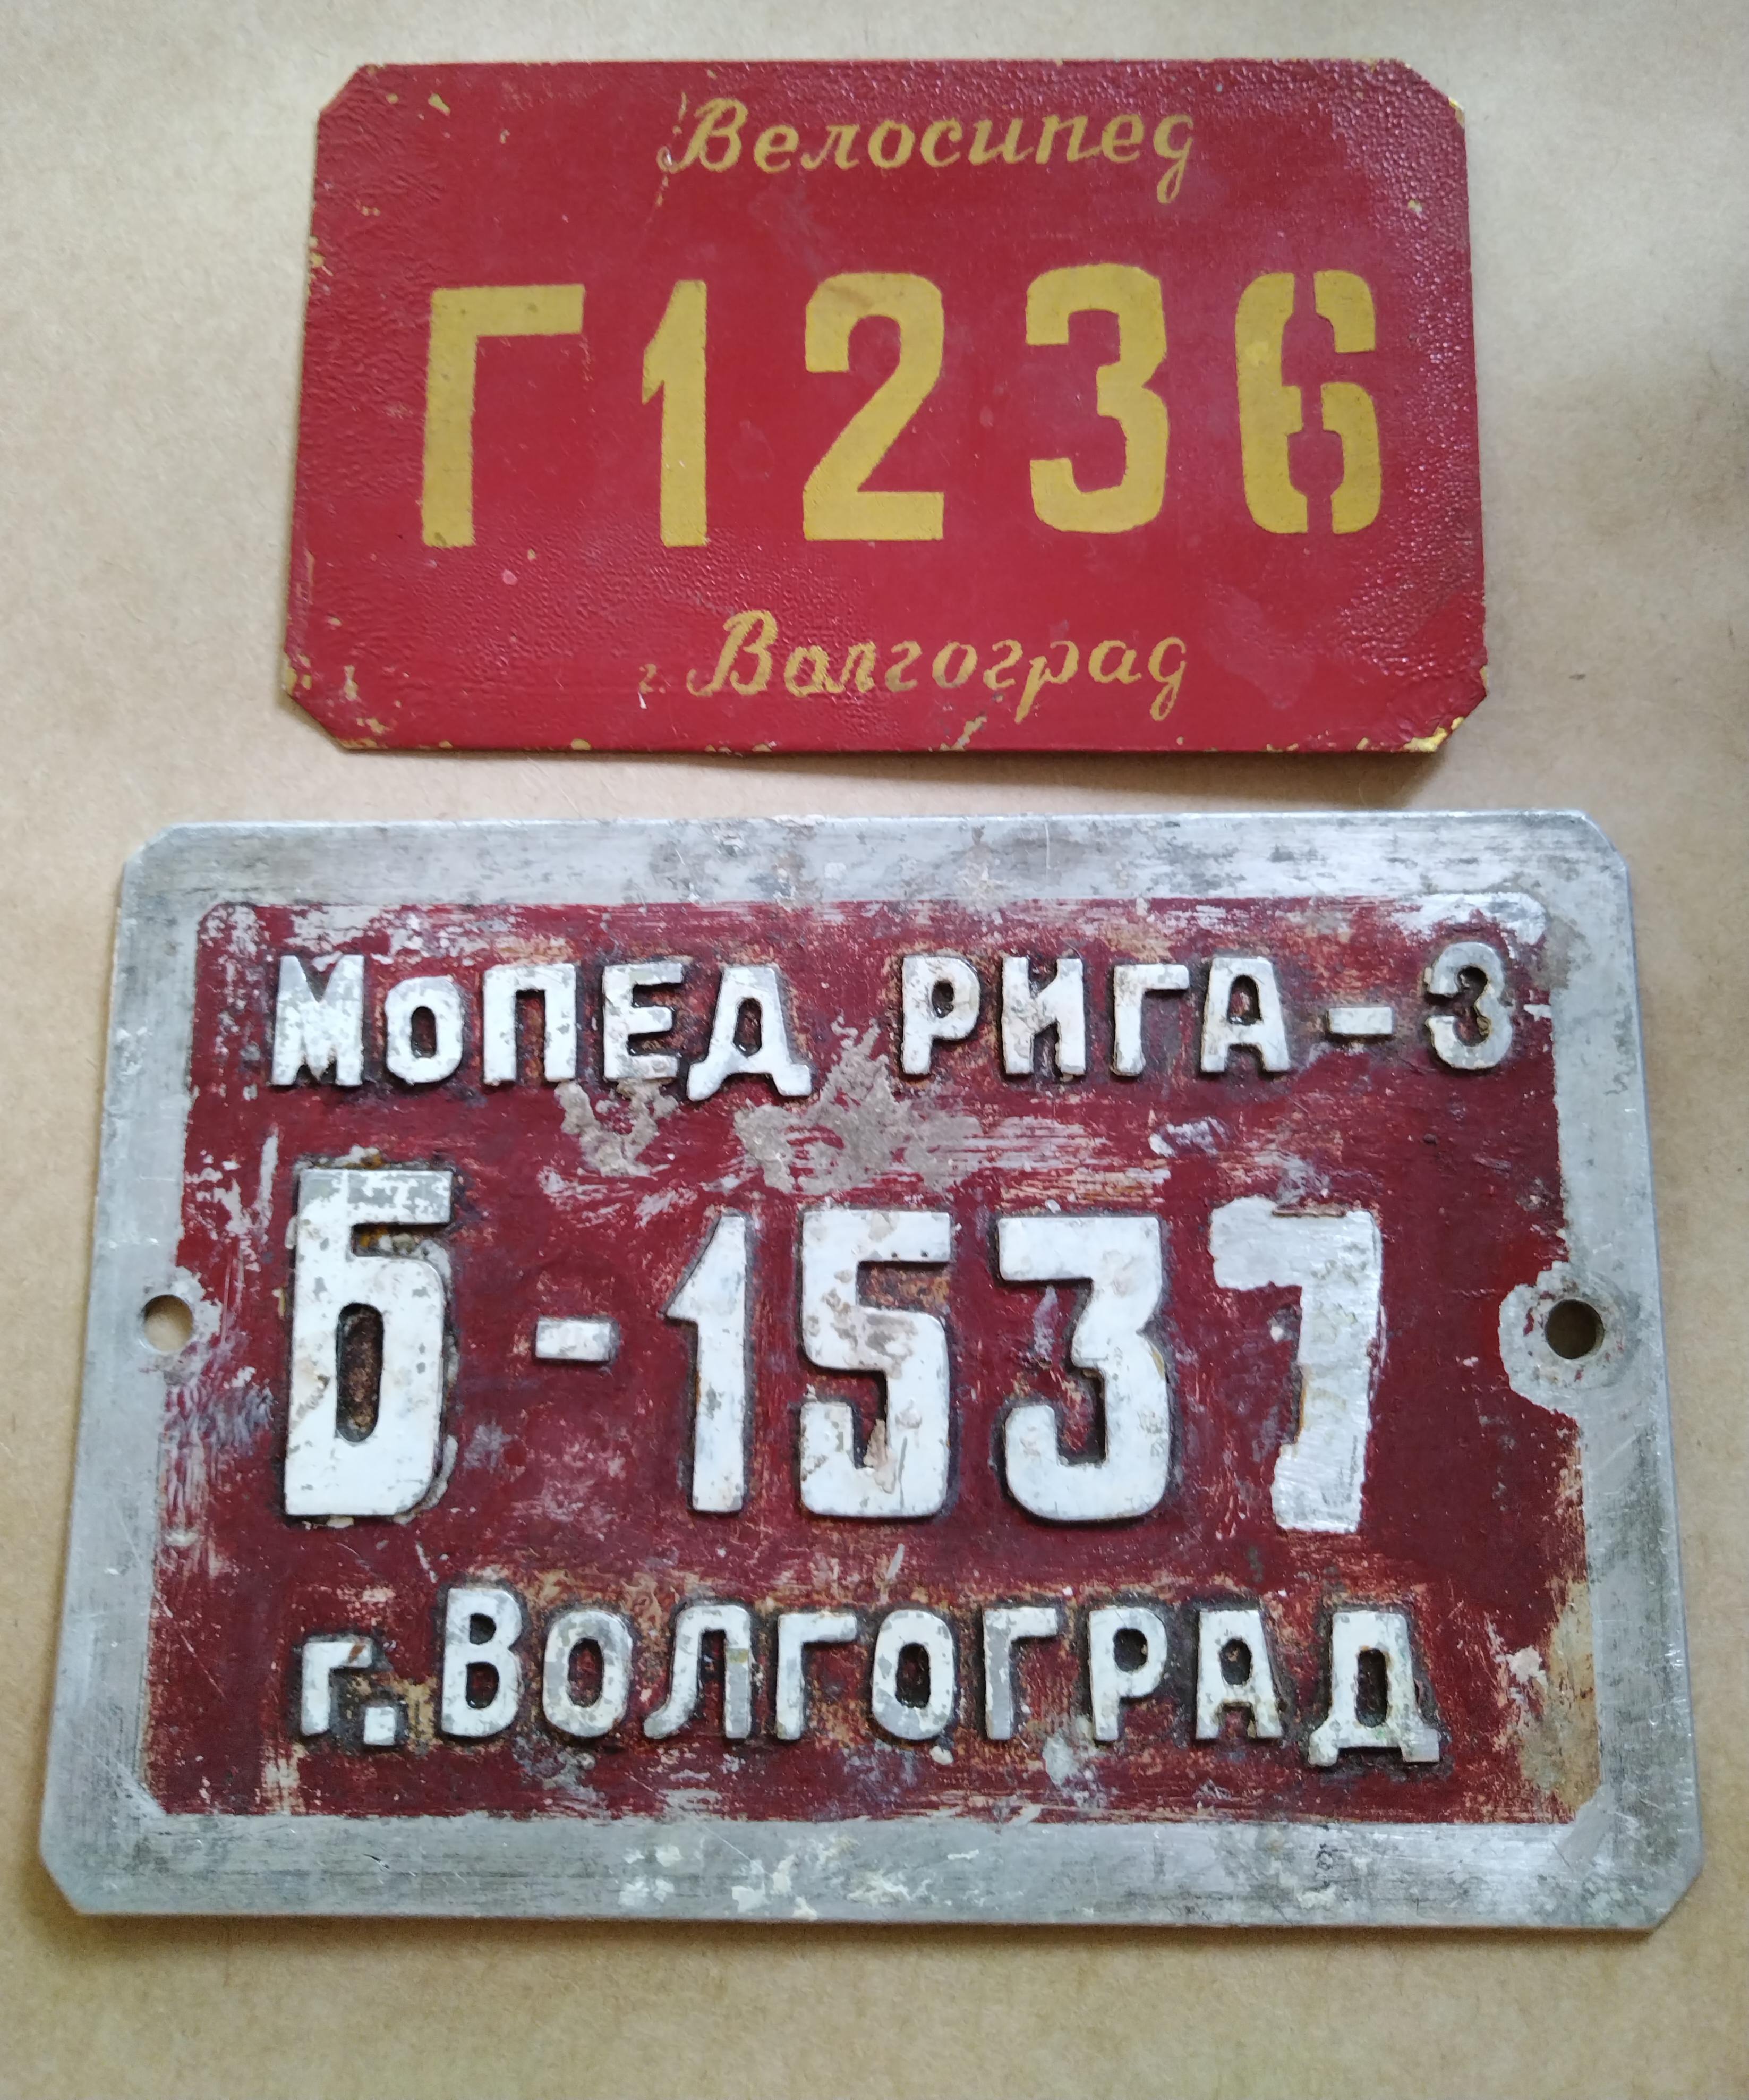 Велосипед
Г1236
г. Волгоград
МОПЕД РИГА-3
Б-1537
г. ВОЛГОГРАД